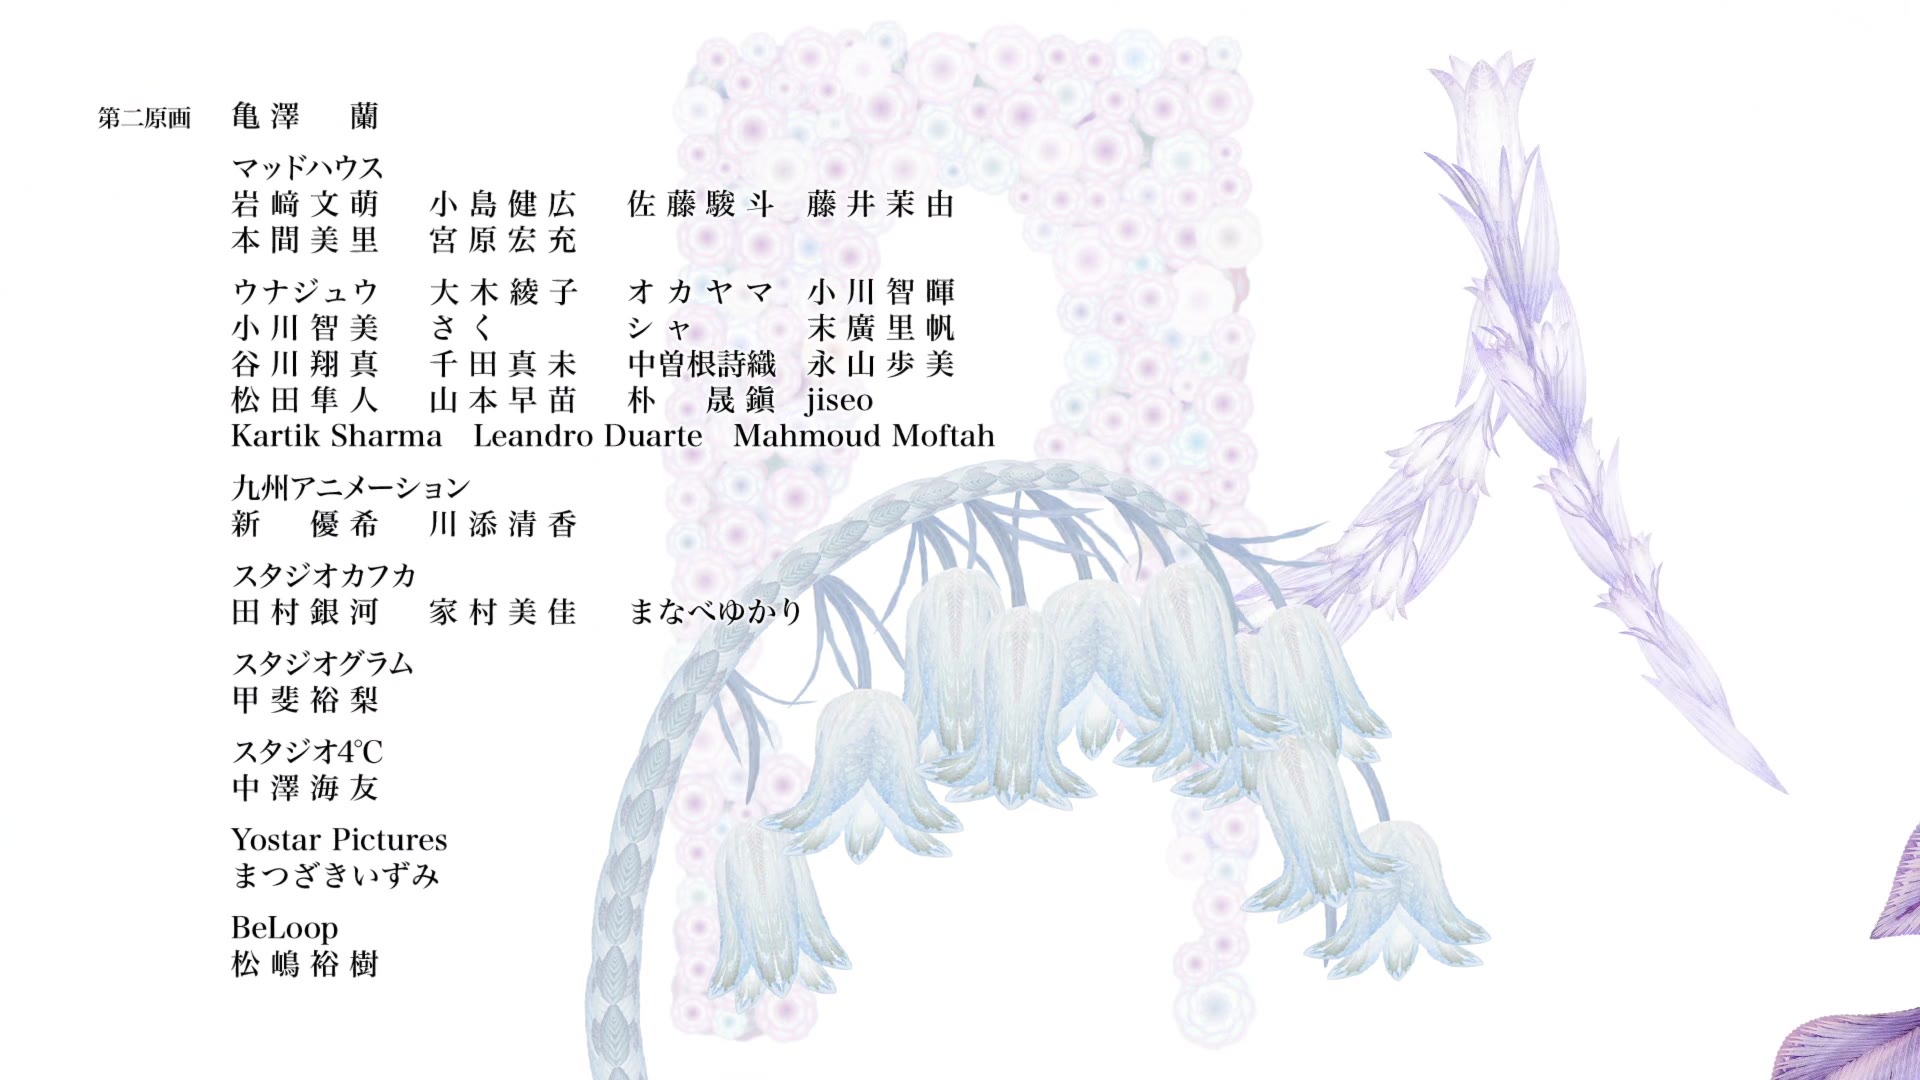 第二原画 亀澤 蘭
マッドハウス
岩﨑文萌 小島健広 佐藤駿斗 藤井茉由
本間美里 宮原宏充
ウナジュウ 大木綾子 オカヤマ 小川智暉
小川智美 さく シャ 末廣里帆
谷川翔真 千田真未 中曽根詩織 永山歩美
松田隼人 山本早苗 朴 晟鎭 jiseo
Kartik Sharma Leandro Duarte Mahmoud Moftah
九州アニメーション
新 優希 川添清香
スタジオカフカ
田村銀河 家村美佳 まなべゆかり
スタジオグラム
甲斐裕梨
スタジオ4℃
中澤海友
Yostar Pictures
まつざきいずみ
BeLoop
松嶋裕樹